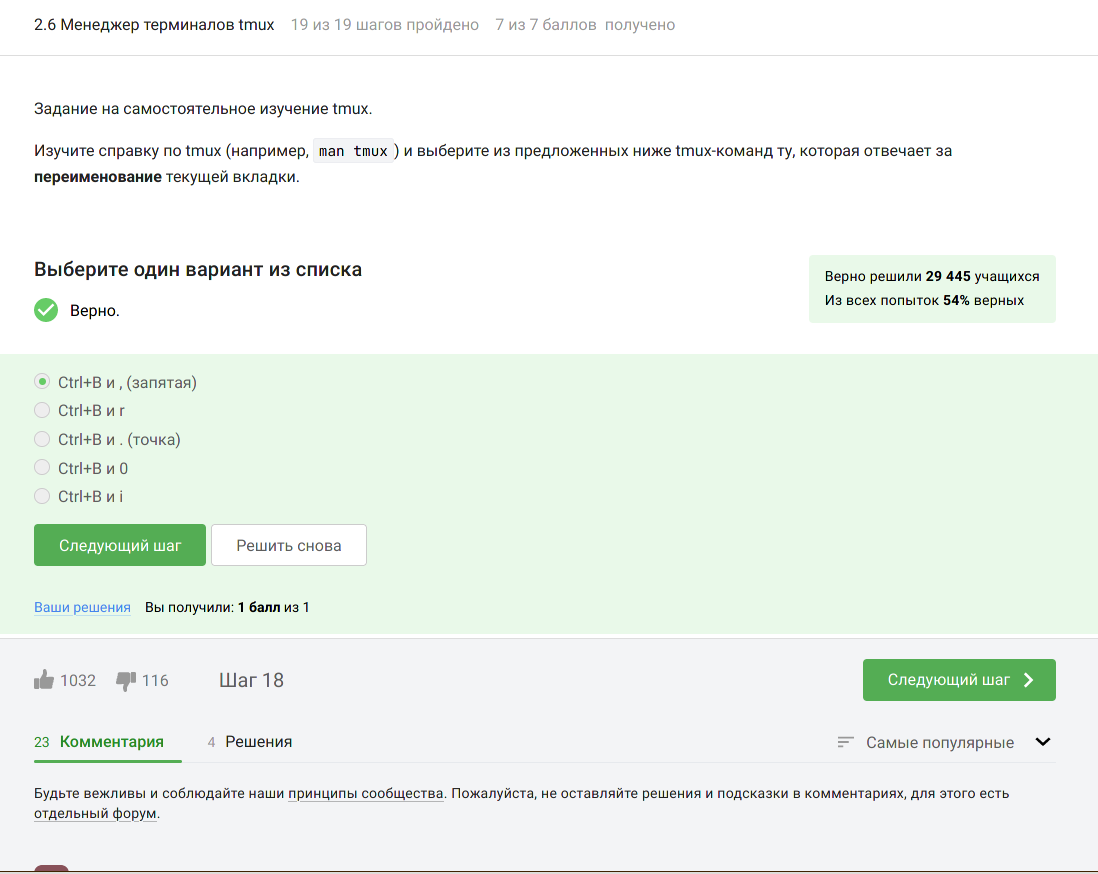 2.6 Менеджер терминалов tmux 19 из 19 шагов пройдено 7 из 7 баллов получено
Задание на самостоятельное изучение tmux.
Изучите справку по tmux (например, man tmux ) и выберите из предложенных ниже tmux-команд ту, которая отвечает за
переименование текущей вкладки.
Выберите один вариант из списка
Верно.
Верно решили 29 445 учащихся
Из всех попыток 54% верных
Ctrl+B и , (запятая)
Ctrl+B и r
Ctrl+B и . (точка)
Ctrl+B и 0
Ctrl+B и i
Следующий шаг Решить снова
Ваши решения Вы получили: 1 балл из 1
1032 116 Шаг 18 Следующий шаг
23 Комментария 4 Решения Самые популярные
Будьте вежливы и соблюдайте наши принципы сообщества. Пожалуйста, не оставляйте решения и подсказки в комментариях, для этого есть
отдельный форум.